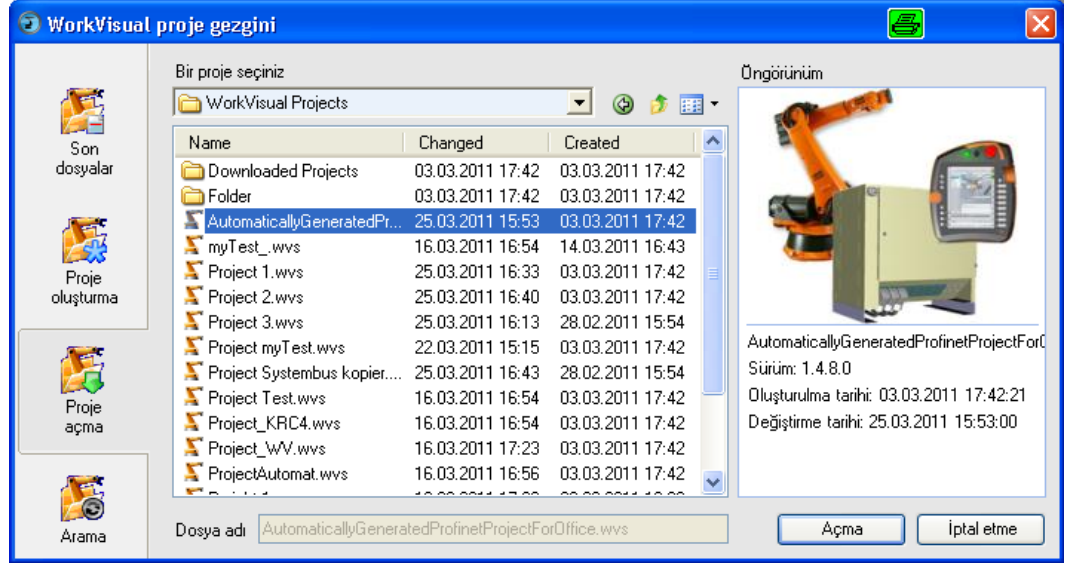 WorkVisual proje gezgini
Son
dosyalar
Proje
oluşturma
Proje
açma
Arama
Bir proje seçiniz
WorkVisual Projects
Name Changed Created
Downloaded Projects 03.03.2011 17:42 03.03.2011 17:42
Folder 03.03.2011 17:42 03.03.2011 17:42
AutomaticallyGeneratedPr... 25.03.2011 15:53 03.03.2011 17:42
myTest_.wvs 16.03.2011 16:54 14.03.2011 16:43
Project 1.wvs 25.03.2011 16:33 03.03.2011 17:42
Project 2.wvs 25.03.2011 16:40 03.03.2011 17:42
Project 3.wvs 25.03.2011 16:13 28.02.2011 15:54
Project myTest.wvs 22.03.2011 15:15 03.03.2011 17:42
Project Systembus kopier.... 25.03.2011 16:43 28.02.2011 15:54
Project Test.wvs 16.03.2011 16:54 03.03.2011 17:42
Project_KRC4.wvs 16.03.2011 16:54 03.03.2011 17:42
Project_WV.wvs 16.03.2011 17:23 03.03.2011 17:42
ProjectAutomat.wvs 16.03.2011 16:56 03.03.2011 17:42
Dosya adı AutomaticallyGeneratedProfinetProjectForOffice.wvs
Öngörünüm
AutomaticallyGeneratedProfinetProjectForO
Sürüm: 1.4.8.0
Oluşturulma tarihi: 03.03.2011 17:42:21
Değiştirme tarihi: 25.03.2011 15:53:00
Açma İptal etme